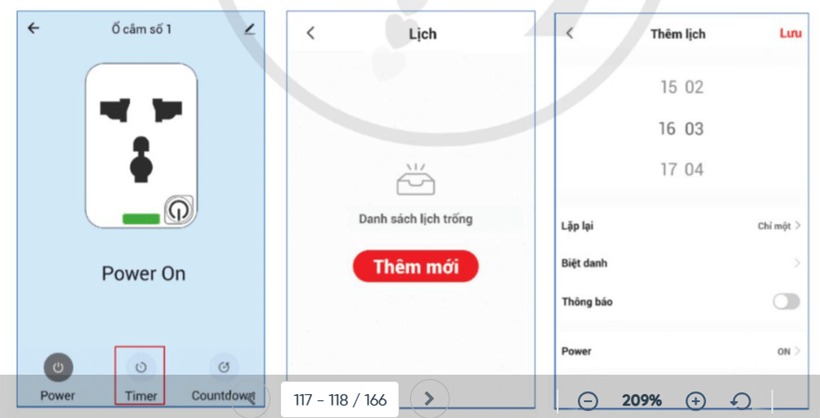 Ổ cắm số 1
Power On
Power
Timer
Countdown
Lịch
Danh sách lịch trống
Thêm mới
Thêm lịch
Lưu
15 02
16 03
17 04
Lặp lại
Chỉ một
Biệt danh
Thông báo
Power
ON
117 - 118 / 166
209%